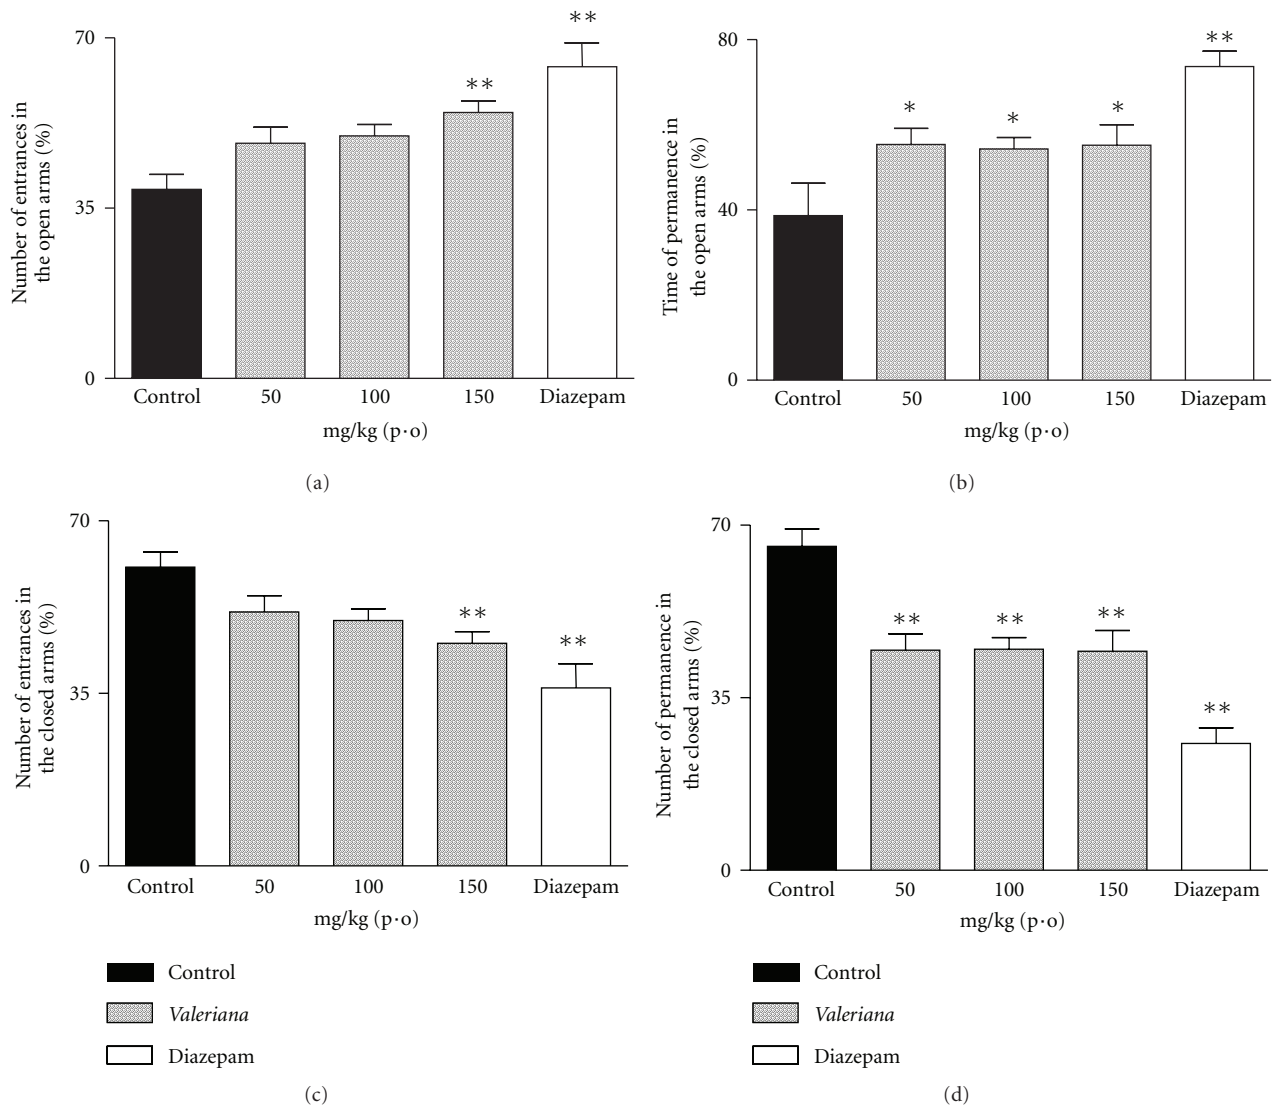 Number of entrances in
the open arms (%)
70
35
0
**
**
Control
50
100
150
Diazepam
mg/kg (p·o)
(a)
Time of permanence in
the open arms (%)
80
40
0
*
*
*
**
Control
50
100
150
Diazepam
mg/kg (p·o)
(b)
Number of entrances in
the closed arms (%)
70
35
0
**
**
Control
50
100
150
Diazepam
mg/kg (p·o)
Control
Valeriana
Diazepam
(c)
Number of permanence in
the closed arms (%)
70
35
0
**
**
**
**
Control
50
100
150
Diazepam
mg/kg (p·o)
Control
Valeriana
Diazepam
(d)